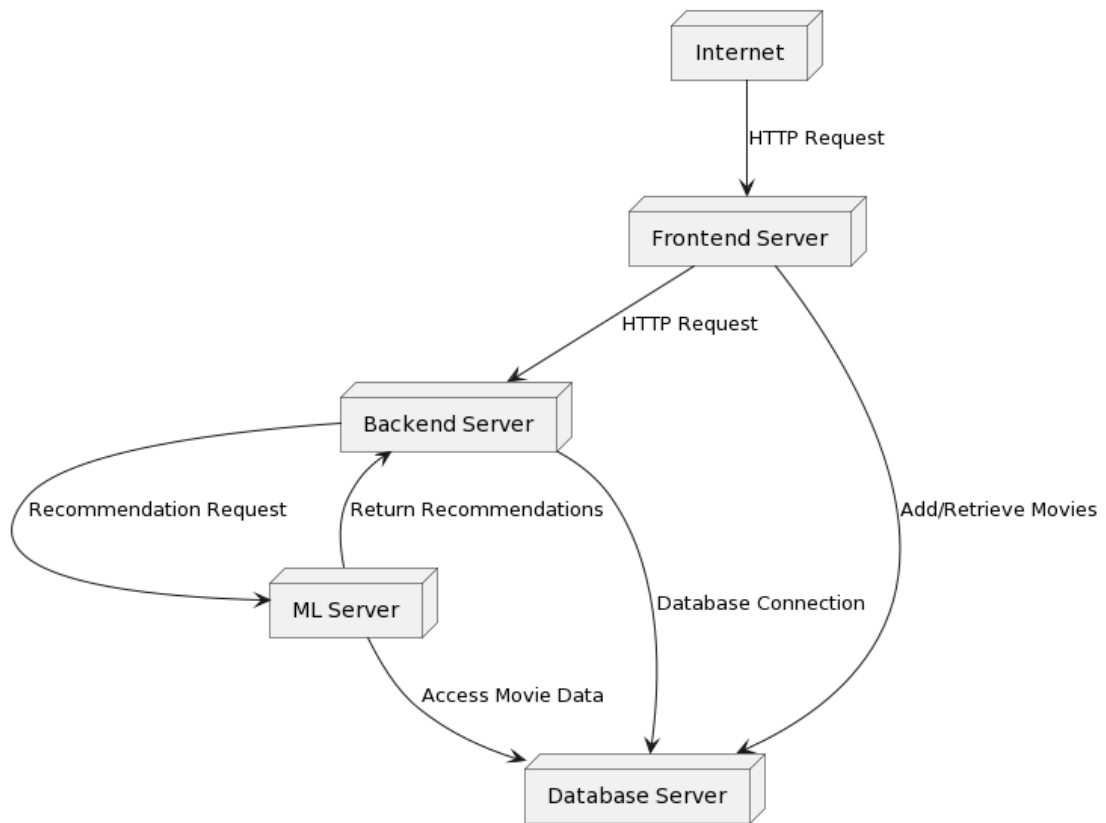 Internet
HTTP Request
Frontend Server
HTTP Request
Backend Server
Recommendation Request
Return Recommendations
Add/Retrieve Movies
ML Server
Database Connection
Access Movie Data
Database Server